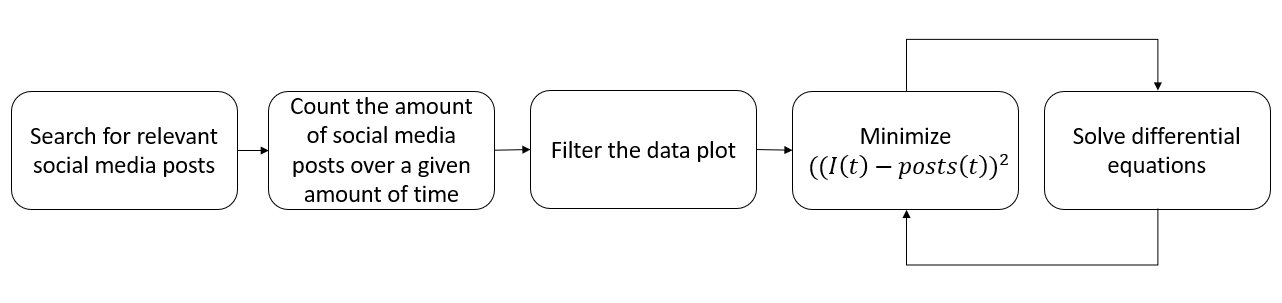 Search for relevant
social media posts
Count the amount
of social media
posts over a given
amount of time
Filter the data plot
Minimize
((I(t) − posts(t))²
Solve differential
equations